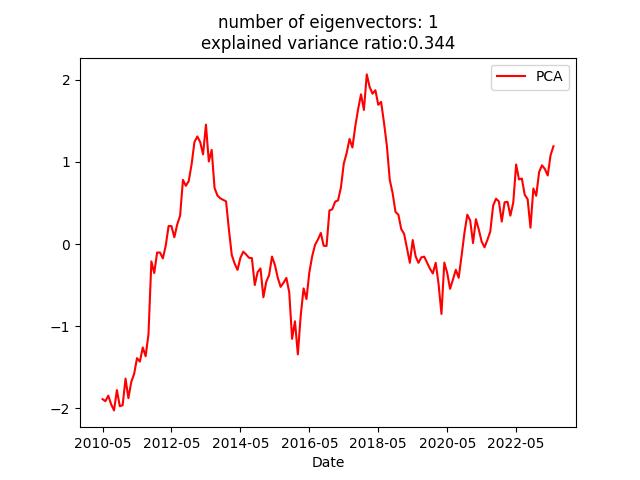 number of eigenvectors: 1
explained variance ratio:0.344
PCA
2
1
0
−1
−2
2010-05 2012-05 2014-05 2016-05 2018-05 2020-05 2022-05
Date